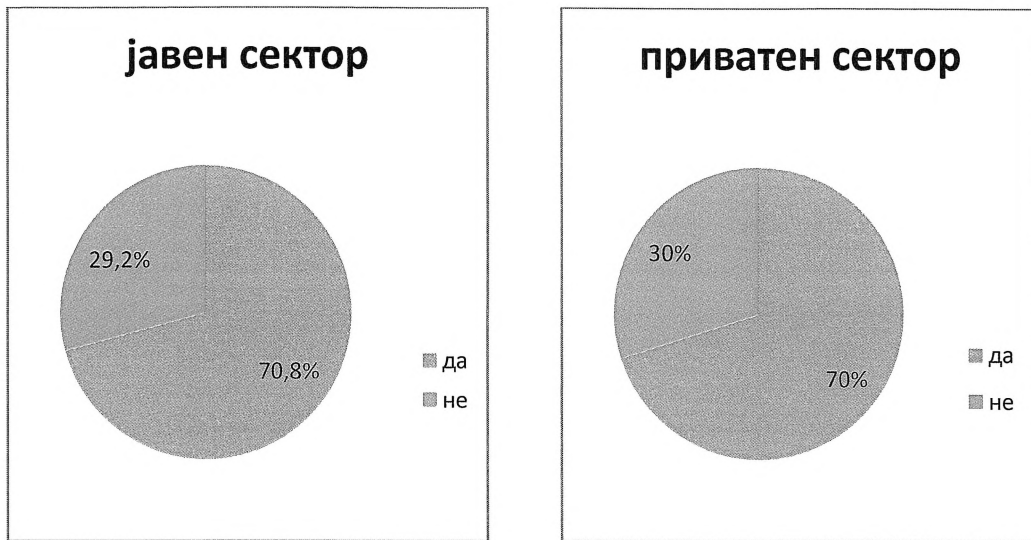 јавен сектор
29,2%
70,8%
да
не
приватен сектор
30%
70%
да
не